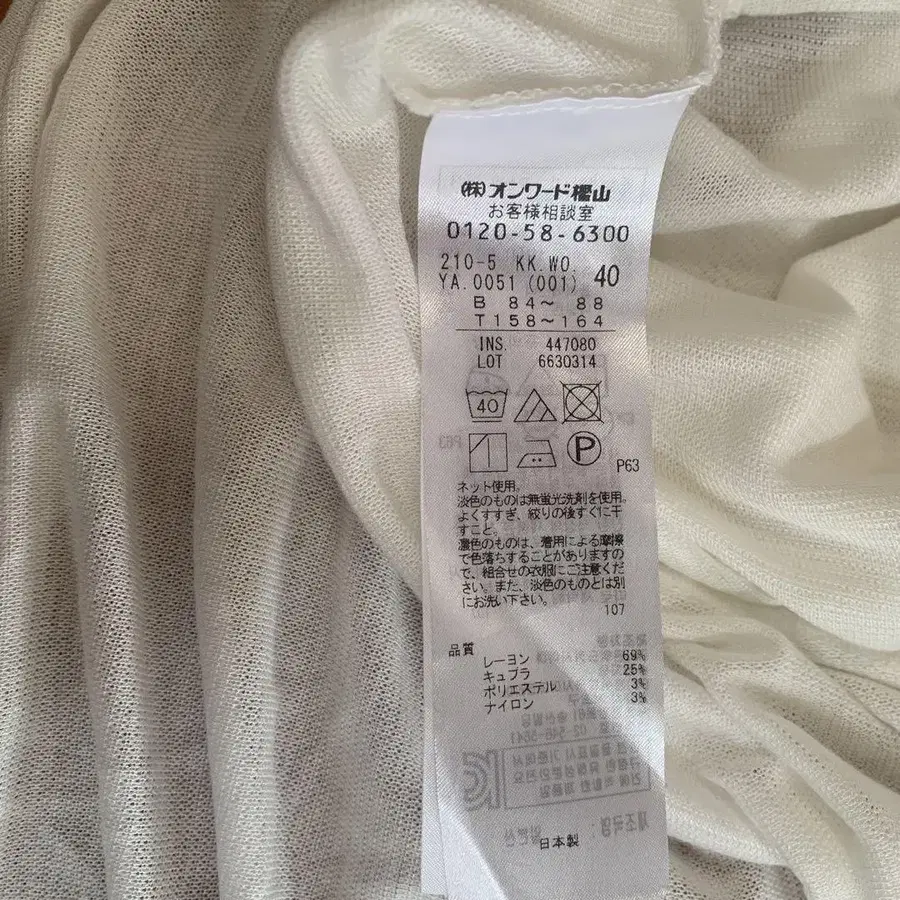 (株)オンワード樫山
お客様相談室
0120-58-6300
210-5 KK.WO.
YA.0051 (001) 40
B 84～ 88
T158～164
INS. 447080
LOT 6630314
40
P
P63
ネット使用。
淡色のものは無蛍光洗剤を使用。
よくすすぎ、絞りの後すぐに干
すこと。
濃色のものは、着用による摩擦
で色落ちすることがありますの
で、組合せの衣服にご注意くだ
さい。また、淡色のものとは別
にお洗い下さい。
107
品質
レーヨン 69%
キュプラ 25%
ポリエステル 3%
ナイロン 3%
日本製